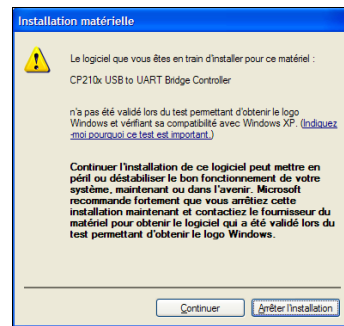 Installation matérielle
Le logiciel que vous êtes en train d'installer pour ce matériel :
CP210x USB to UART Bridge Controller
n'a pas été validé lors du test permettant d'obtenir le logo
Windows et vérifiant sa compatibilité avec Windows XP. (Indiquez
-moi pourquoi ce test est important.)
Continuer l'installation de ce logiciel peut mettre en
péril ou déstabiliser le bon fonctionnement de votre
système, maintenant ou dans l'avenir. Microsoft
recommande fortement que vous arrêtiez cette
installation maintenant et contactiez le fournisseur du
matériel pour obtenir le logiciel qui a été validé lors du
test permettant d'obtenir le logo Windows.
Continuer
Arrêter l'installation